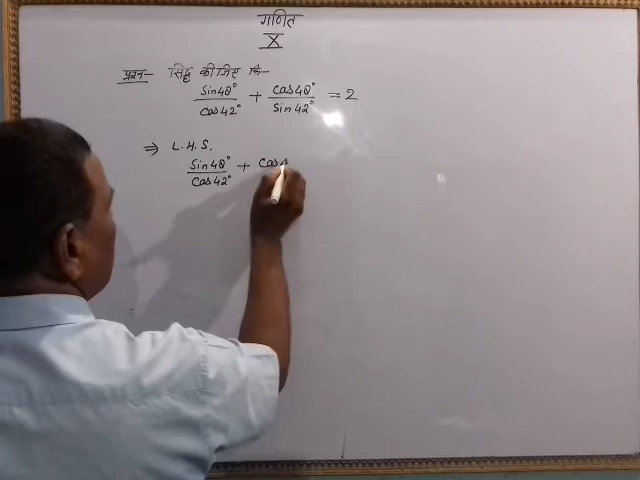 गणित
X
प्रश्न- सिद्ध कीजिए कि-
Sin48°/Cos42° + Cos48°/Sin42° = 2
⇒ L.H.S.
Sin48°/Cos42° + Cos4